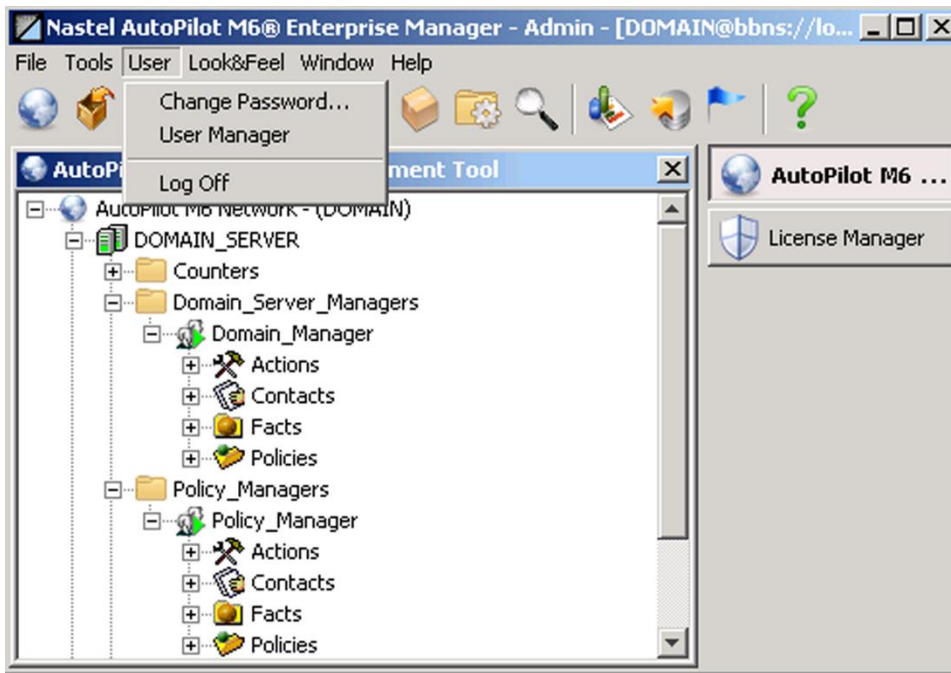 Nastel AutoPilot M6® Enterprise Manager - Admin - [DOMAIN@bbns://lo...
File Tools User Look&Feel Window Help
Change Password...
User Manager
Log Off
AutoPi ment Tool
AutoPilot M6 ...
License Manager
AutoPilot M6 Network - (DOMAIN)
DOMAIN_SERVER
Counters
Domain_Server_Managers
Domain_Manager
Actions
Contacts
Facts
Policies
Policy_Managers
Policy_Manager
Actions
Contacts
Facts
Policies